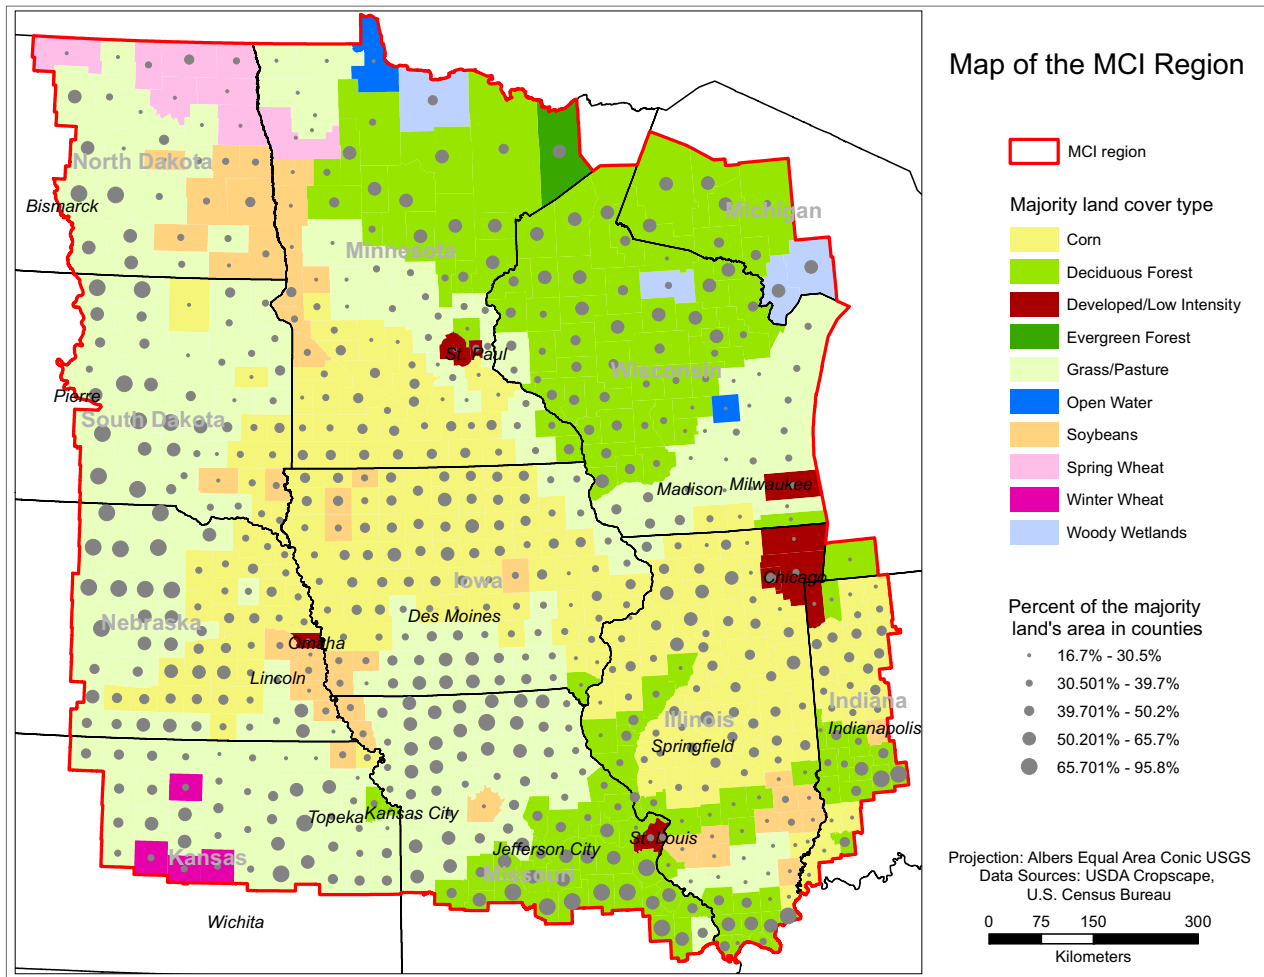 Map of the MCI Region
MCI region
Majority land cover type
Corn
Deciduous Forest
Developed/Low Intensity
Evergreen Forest
Grass/Pasture
Open Water
Soybeans
Spring Wheat
Winter Wheat
Woody Wetlands
Percent of the majority
land's area in counties
16.7% - 30.5%
30.501% - 39.7%
39.701% - 50.2%
50.201% - 65.7%
65.701% - 95.8%
Projection: Albers Equal Area Conic USGS
Data Sources: USDA Cropscape,
U.S. Census Bureau
0 75 150 300
Kilometers
North Dakota
Bismarck
Minnesota
Michigan
St. Paul
Wisconsin
Pierre
South Dakota
Madison
Milwaukee
Chicago
Iowa
Des Moines
Nebraska
Omaha
Lincoln
Indiana
Illinois
Indianapolis
Springfield
Topeka
Kansas City
St. Louis
Jefferson City
Kansas
Missouri
Wichita